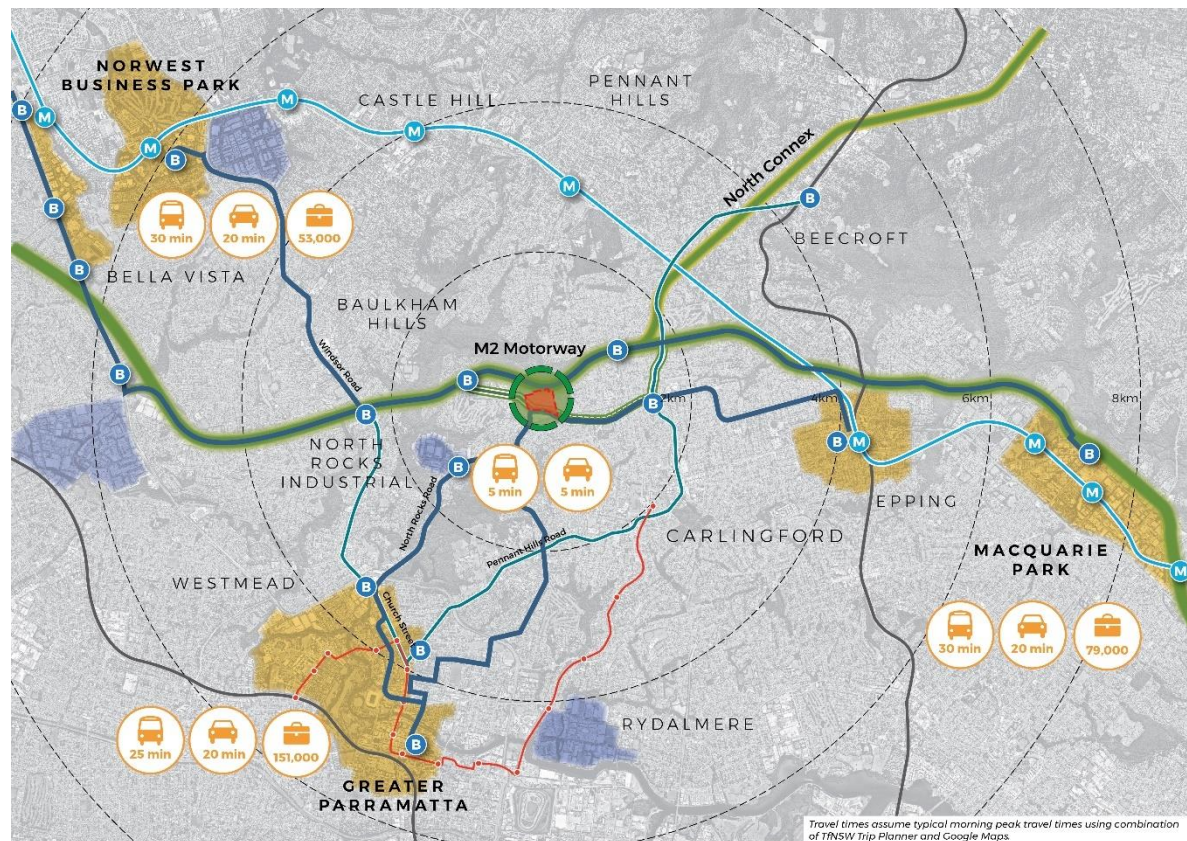 NORWEST
BUSINESS PARK
PENNANT
HILLS
CASTLE HILL
B
M
M
M
M
M
B
North Connex
B
B
30 min
20 min
53,000
BEECROFT
BELLA VISTA
B
BAULKHAM
HILLS
Windsor Road
M2 Motorway
B
B
B
B
2km
4km
6km
8km
B
NORTH
ROCKS
INDUSTRIAL
B
5 min
5 min
B
M
M
B
M
EPPING
North Rocks Road
Pennant Hills Road
CARLINGFORD
MACQUARIE
PARK
M
WESTMEAD
B
Church Street
B
30 min
20 min
79,000
25 min
20 min
151,000
B
RYDALMERE
GREATER
PARRAMATTA
Travel times assume typical morning peak travel times using combination
of TfNSW Trip Planner and Google Maps.